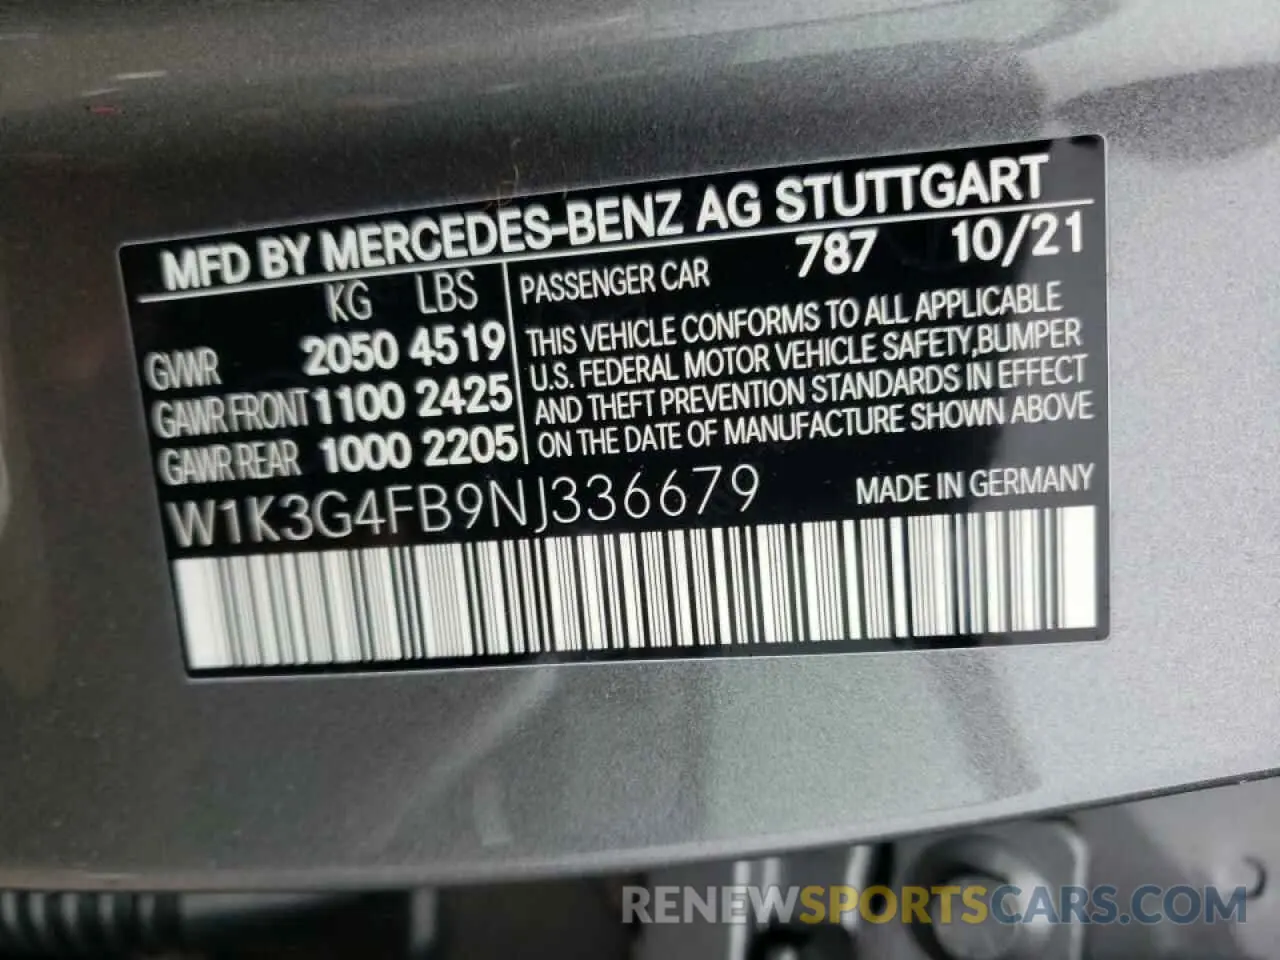 MFD BY MERCEDES-BENZ AG STUTTGART
KG LBS
GVWR 2050 4519
GAWR FRONT 1100 2425
GAWR REAR 1000 2205
PASSENGER CAR 787 10/21
THIS VEHICLE CONFORMS TO ALL APPLICABLE
U.S. FEDERAL MOTOR VEHICLE SAFETY,BUMPER
AND THEFT PREVENTION STANDARDS IN EFFECT
ON THE DATE OF MANUFACTURE SHOWN ABOVE
W1K3G4FB9NJ336679 MADE IN GERMANY
RENEWSPORTSCARS.COM